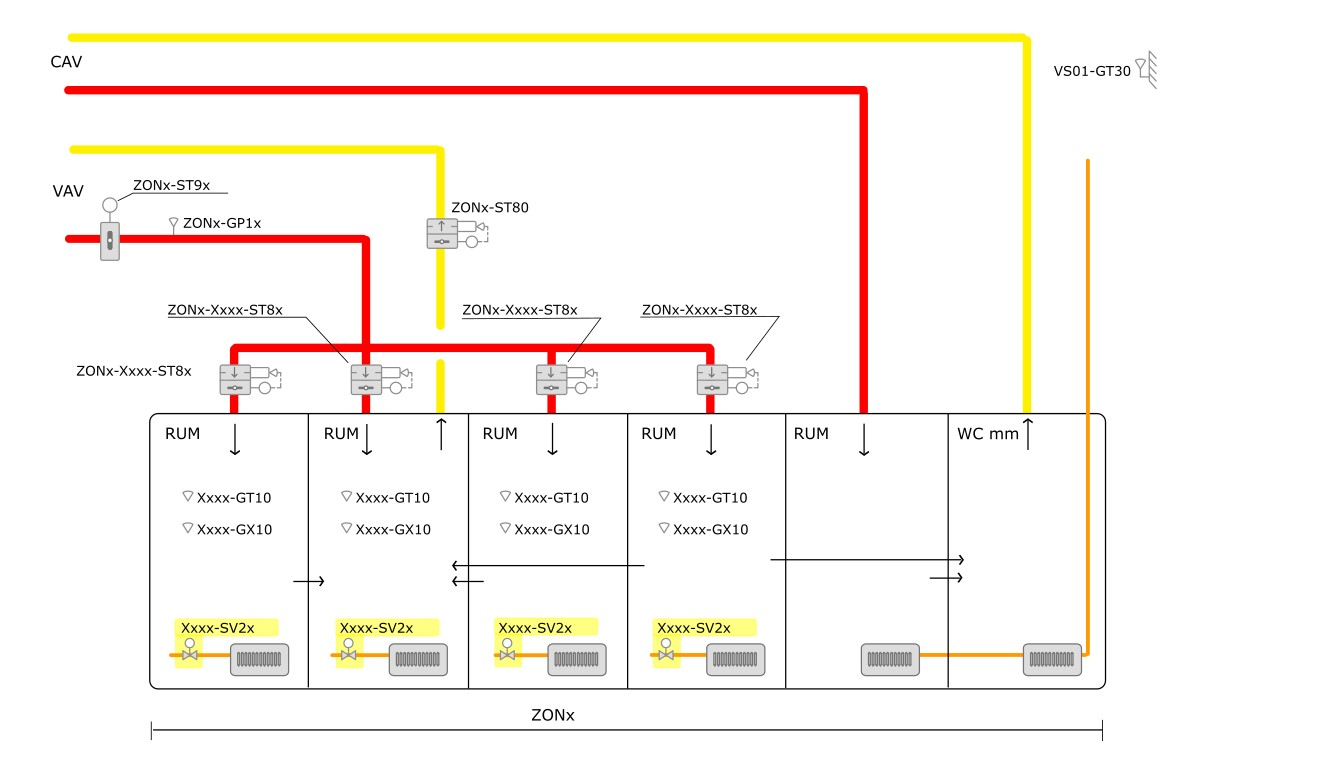 CAV
VS01-GT30
VAV
ZONx-ST9x
ZONx-GP1x
ZONx-ST80
ZONx-Xxxx-ST8x
ZONx-Xxxx-ST8x
ZONx-Xxxx-ST8x
ZONx-Xxxx-ST8x
RUM
RUM
RUM
RUM
RUM
WC mm
Xxxx-GT10
Xxxx-GT10
Xxxx-GT10
Xxxx-GT10
Xxxx-GX10
Xxxx-GX10
Xxxx-GX10
Xxxx-GX10
Xxxx-SV2x
Xxxx-SV2x
Xxxx-SV2x
Xxxx-SV2x
ZONx